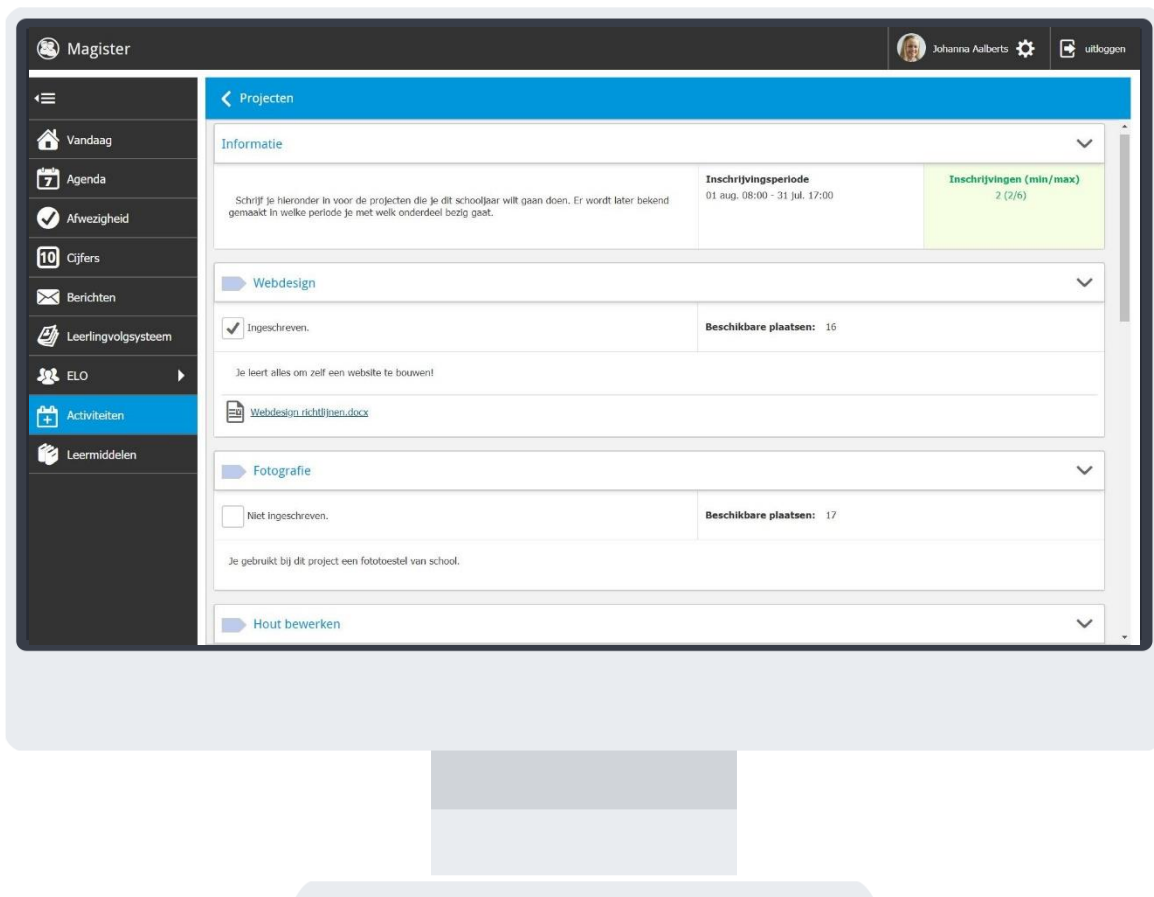 Magister
Johanna Aalberts
uitloggen
Projecten
Vandaag
7 Agenda
Afwezigheid
10 Cijfers
Berichten
Leerlingvolgsysteem
ELO
Activiteiten
Leermiddelen
Informatie
Schrijf je hieronder in voor de projecten die je dit schooljaar wilt gaan doen. Er wordt later bekend
gemaakt in welke periode je met welk onderdeel bezig gaat.
Inschrijvingsperiode
01 aug. 08:00 - 31 jul. 17:00
Inschrijvingen (min/max)
2 (2/6)
Webdesign
Ingeschreven.
Beschikbare plaatsen: 16
Je leert alles om zelf een website te bouwen!
Webdesign richtlijnen.docx
Fotografie
Niet ingeschreven.
Beschikbare plaatsen: 17
Je gebruikt bij dit project een fototoestel van school.
Hout bewerken